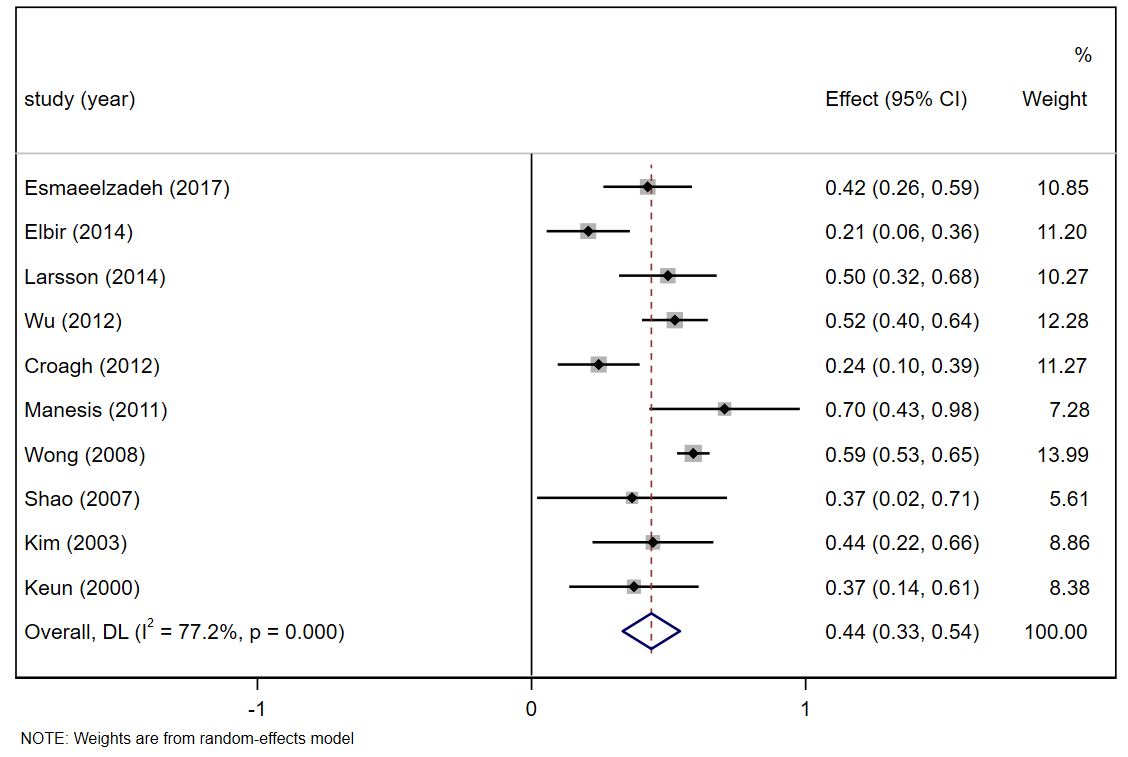 %
study (year) Effect (95% CI) Weight
Esmaeelzadeh (2017) 0.42 (0.26, 0.59) 10.85
Elbir (2014) 0.21 (0.06, 0.36) 11.20
Larsson (2014) 0.50 (0.32, 0.68) 10.27
Wu (2012) 0.52 (0.40, 0.64) 12.28
Croagh (2012) 0.24 (0.10, 0.39) 11.27
Manesis (2011) 0.70 (0.43, 0.98) 7.28
Wong (2008) 0.59 (0.53, 0.65) 13.99
Shao (2007) 0.37 (0.02, 0.71) 5.61
Kim (2003) 0.44 (0.22, 0.66) 8.86
Keun (2000) 0.37 (0.14, 0.61) 8.38
Overall, DL (I² = 77.2%, p = 0.000) 0.44 (0.33, 0.54) 100.00
-1 0 1
NOTE: Weights are from random-effects model